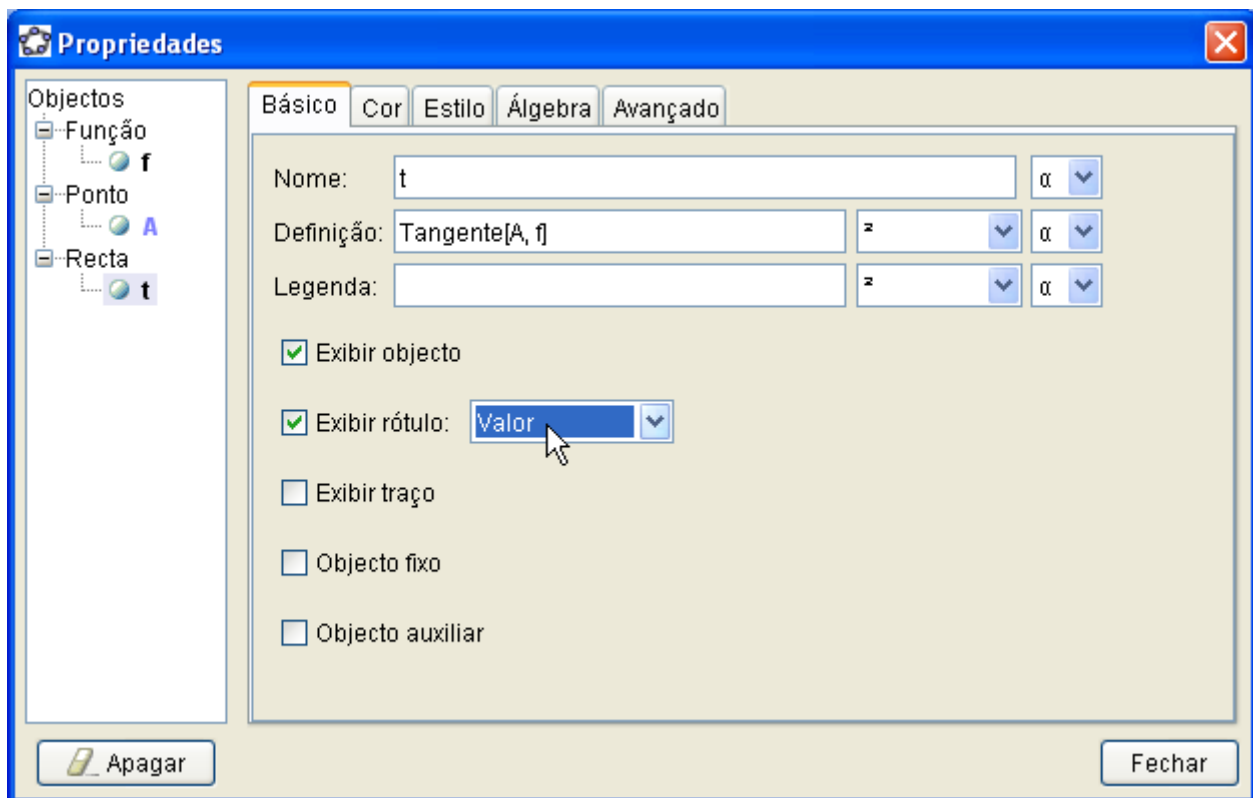 Propriedades
Objectos
Função
f
Ponto
A
Recta
t
Básico Cor Estilo Álgebra Avançado
Nome: t α
Definição: Tangente[A, f] ² α
Legenda: ² α
Exibir objecto
Exibir rótulo: Valor
Exibir traço
Objecto fixo
Objecto auxiliar
Apagar Fechar